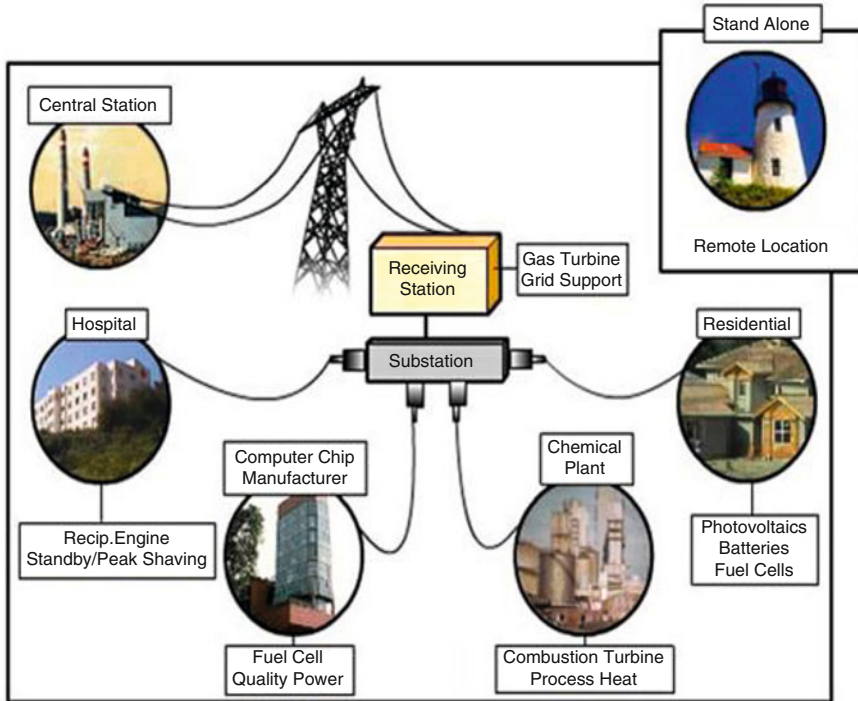 Stand Alone
Central Station
Remote Location
Receiving
Station
Gas Turbine
Grid Support
Hospital
Substation
Residential
Computer Chip
Manufacturer
Chemical
Plant
Recip.Engine
Standby/Peak Shaving
Photovoltaics
Batteries
Fuel Cells
Fuel Cell
Quality Power
Combustion Turbine
Process Heat